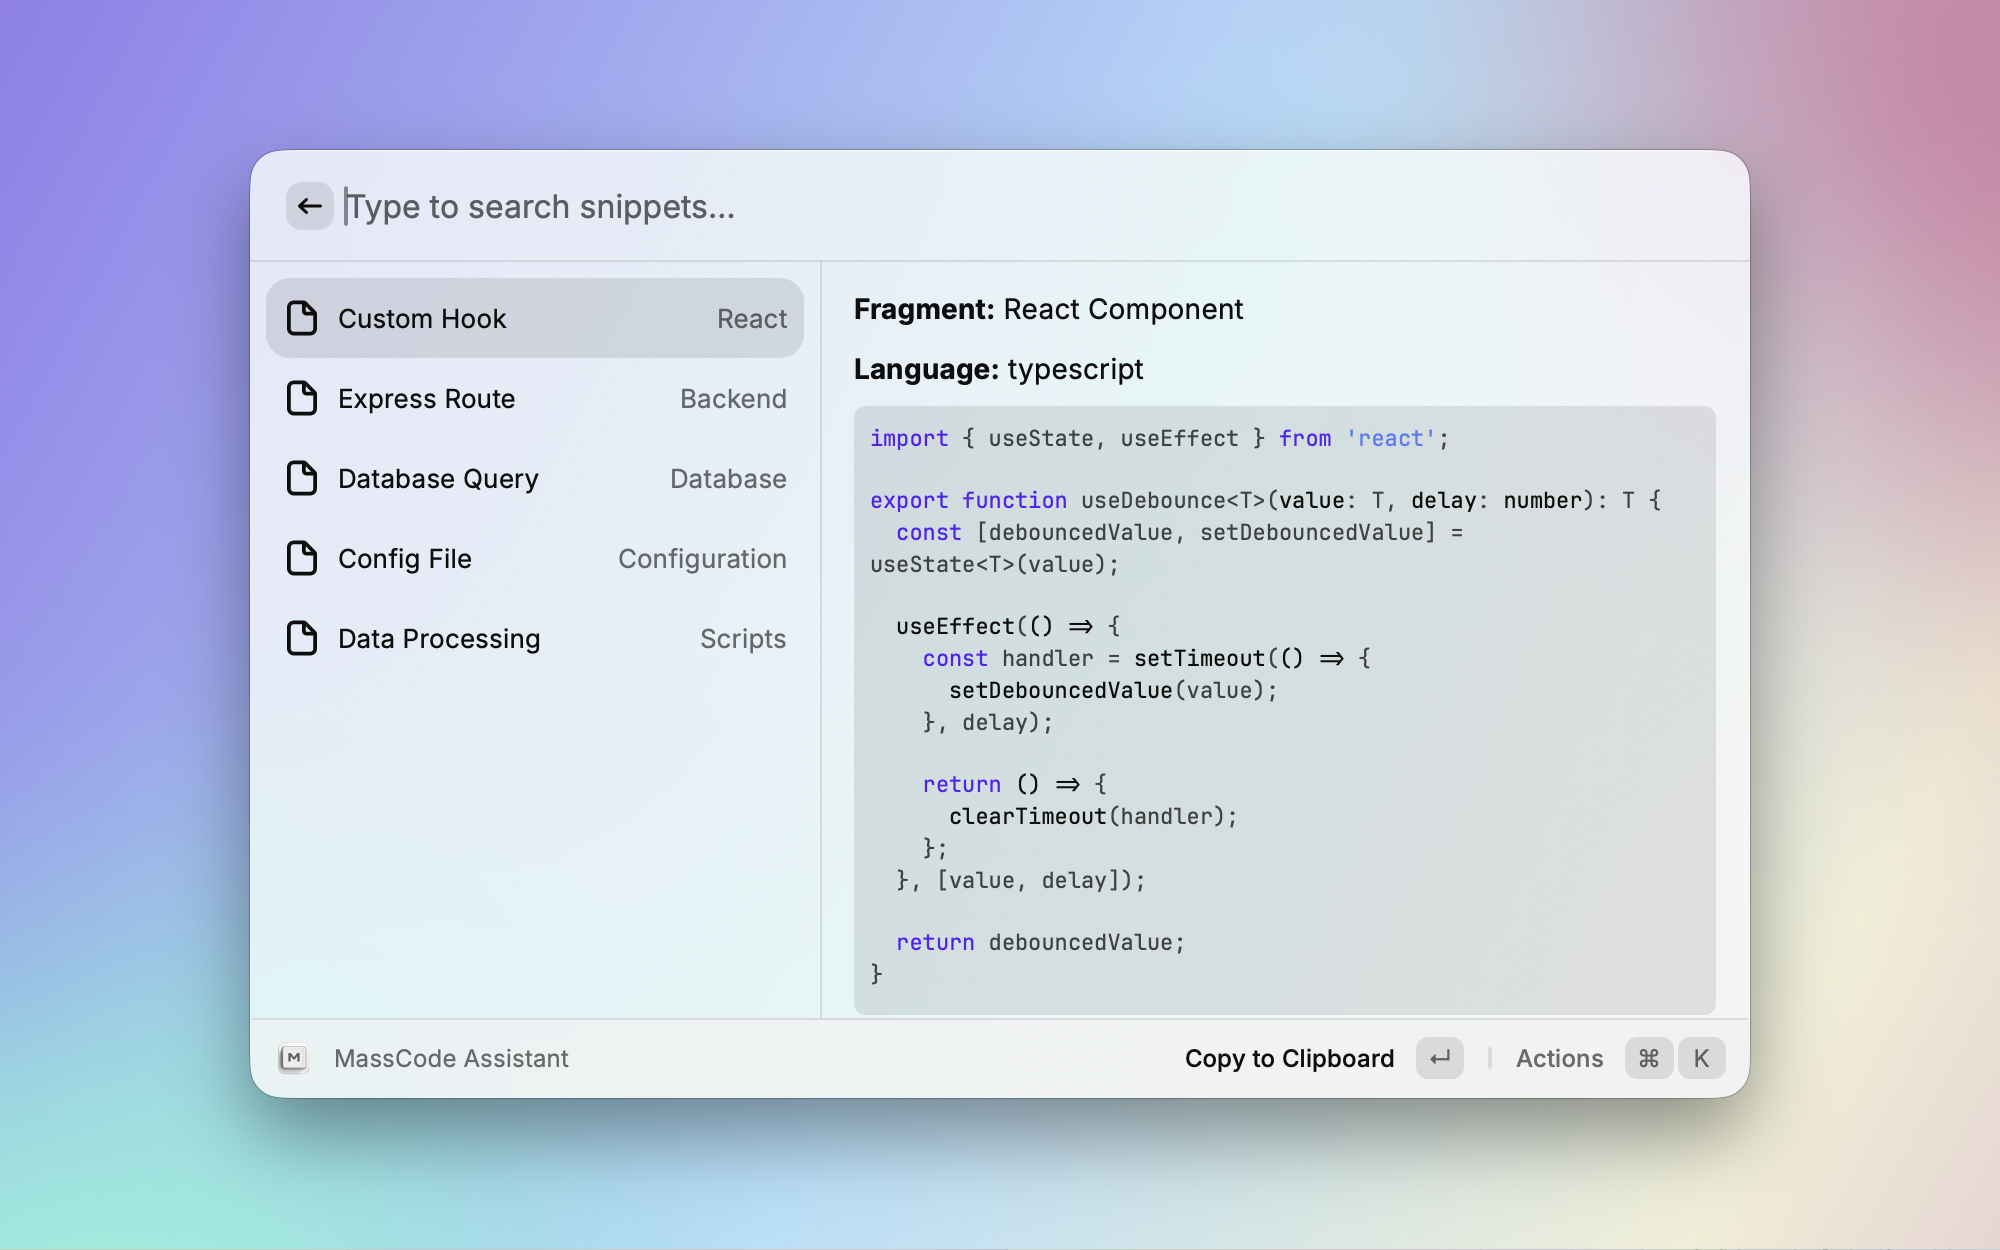 Type to search snippets...
Custom Hook React
Express Route Backend
Database Query Database
Config File Configuration
Data Processing Scripts
Fragment: React Component
Language: typescript
import { useState, useEffect } from 'react';
export function useDebounce<T>(value: T, delay: number): T {
  const [debouncedValue, setDebouncedValue] =
useState<T>(value);
  useEffect(() => {
    const handler = setTimeout(() => {
      setDebouncedValue(value);
    }, delay);
    return () => {
      clearTimeout(handler);
    };
  }, [value, delay]);
  return debouncedValue;
}
M MassCode Assistant
Copy to Clipboard ↵ Actions ⌘ K